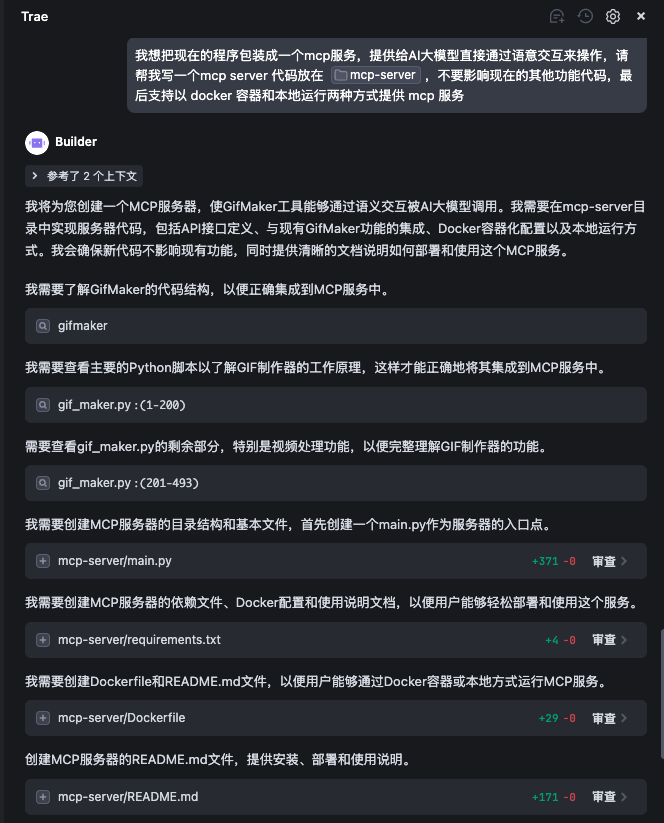 Trae
我想把现在的程序包装成一个mcp服务，提供给AI大模型直接通过语意交互来操作，请
帮我写一个mcp server 代码放在 mcp-server ，不要影响现在的其他功能代码，最
后支持以 docker 容器和本地运行两种方式提供 mcp 服务
Builder
参考了 2 个上下文
我将为您创建一个MCP服务器，使GifMaker工具能够通过语义交互被AI大模型调用。我需要在mcp-server目
录中实现服务器代码，包括API接口定义、与现有GifMaker功能的集成、Docker容器化配置以及本地运行方
式。我会确保新代码不影响现有功能，同时提供清晰的文档说明如何部署和使用这个MCP服务。
我需要了解GifMaker的代码结构，以便正确集成到MCP服务中。
gifmaker
我需要查看主要的Python脚本以了解GIF制作器的工作原理，这样才能正确地将其集成到MCP服务中。
gif_maker.py :(1-200)
需要查看gif_maker.py的剩余部分，特别是视频处理功能，以便完整理解GIF制作器的功能。
gif_maker.py :(201-493)
我需要创建MCP服务器的目录结构和基本文件，首先创建一个main.py作为服务器的入口点。
mcp-server/main.py +371 -0 审查
我需要创建MCP服务器的依赖文件、Docker配置和使用说明文档，以便用户能够轻松部署和使用这个服务。
mcp-server/requirements.txt +4 -0 审查
我需要创建Dockerfile和README.md文件，以便用户能够通过Docker容器或本地方式运行MCP服务。
mcp-server/Dockerfile +29 -0 审查
创建MCP服务器的README.md文件，提供安装、部署和使用说明。
mcp-server/README.md +171 -0 审查